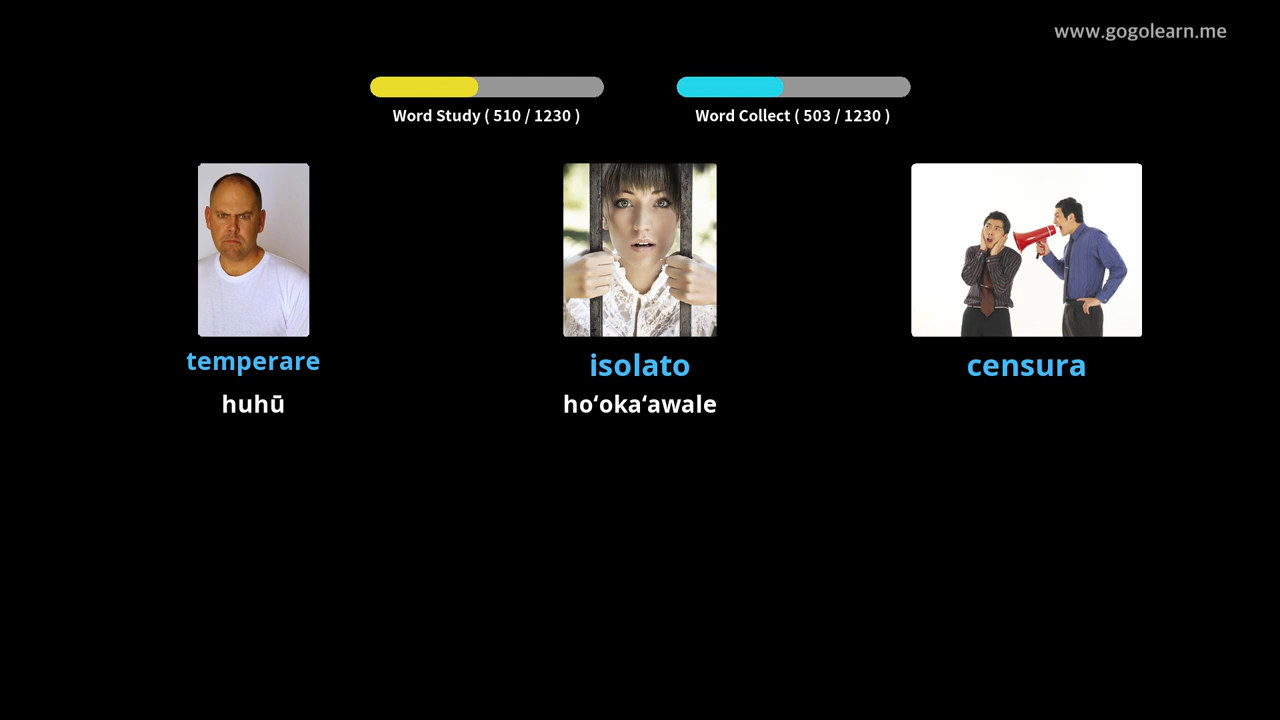 www.gogolearn.me
Word Study ( 510 / 1230 )
Word Collect ( 503 / 1230 )
temperare
huhū
isolato
hoʻokaʻawale
censura